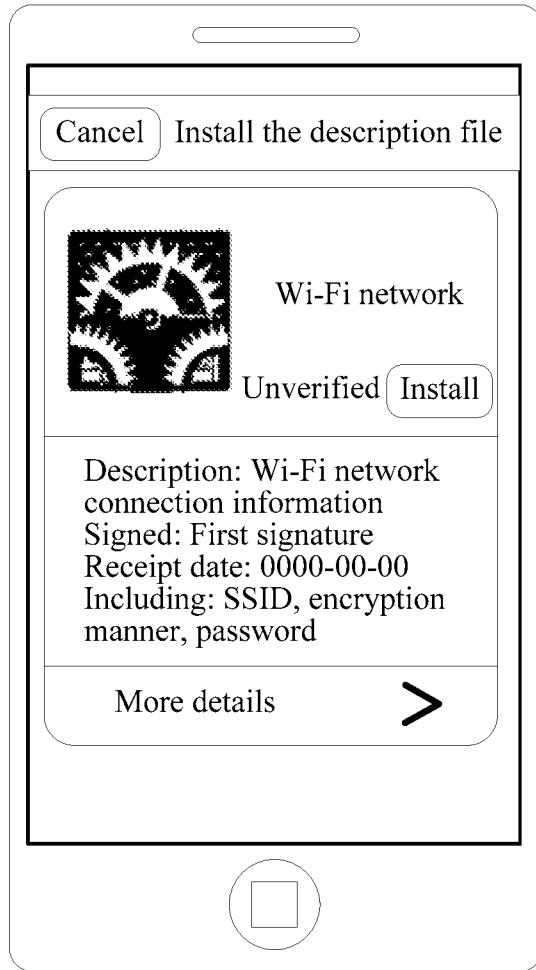 Cancel Install the description file
Wi-Fi network
Unverified Install
Description: Wi-Fi network
connection information
Signed: First signature
Receipt date: 0000-00-00
Including: SSID, encryption
manner, password
More details